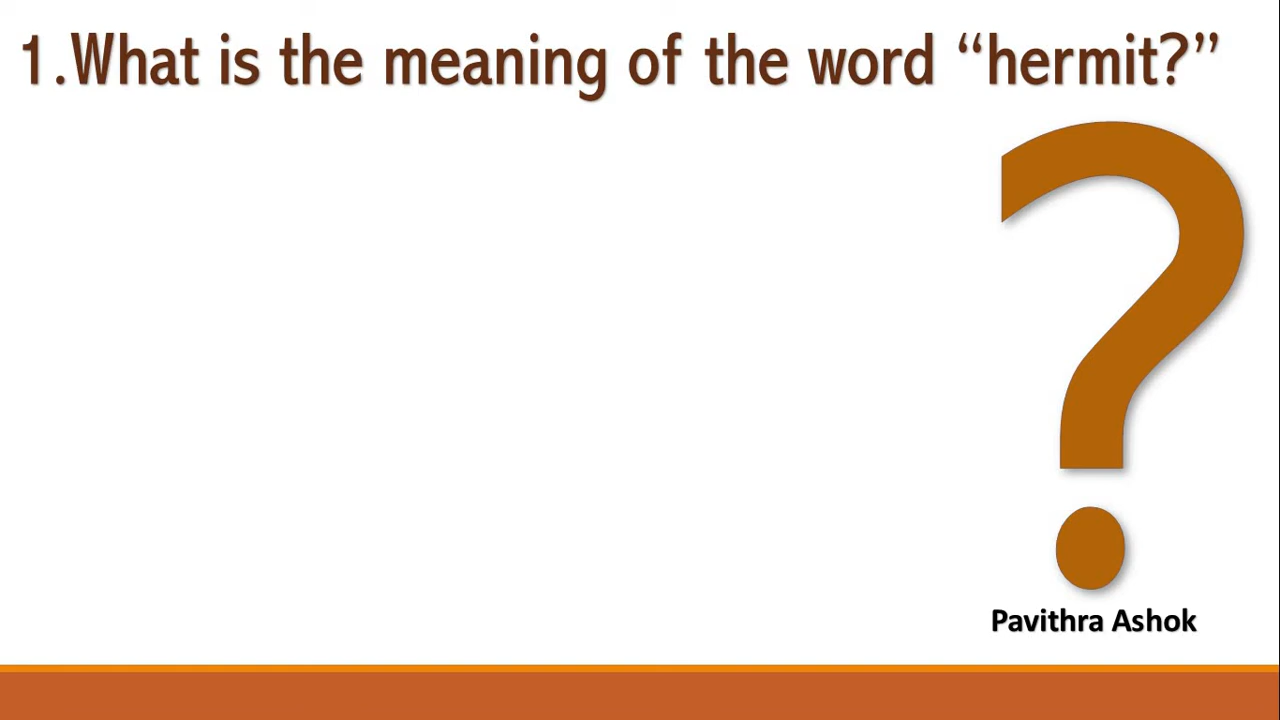 1.What is the meaning of the word “hermit?”
?
Pavithra Ashok